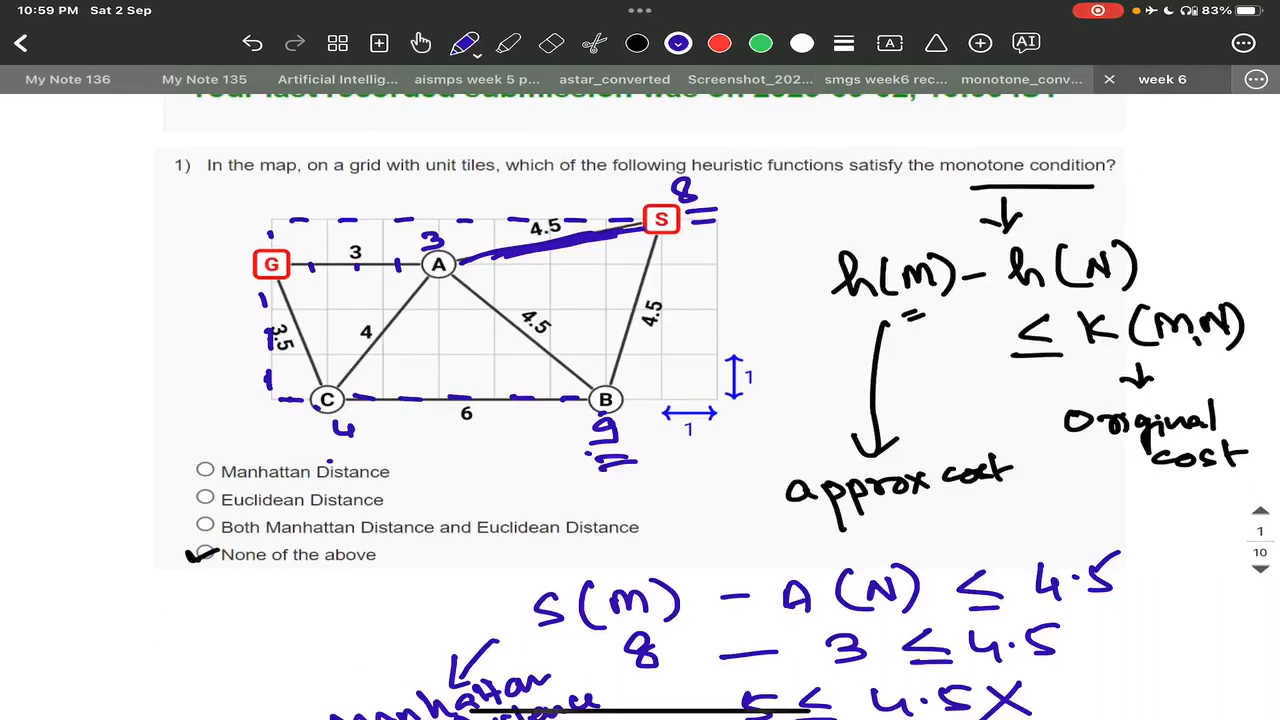 10:59 PM Sat 2 Sep
83%
My Note 136 My Note 135 Artificial Intellig... aismps week 5 p... astar_converted Screenshot_202... smgs week6 rec... monotone_conv... week 6
1) In the map, on a grid with unit tiles, which of the following heuristic functions satisfy the monotone condition?
8
S
4.5
3
3
G
A
h(M) - h(N)
≤ K(M,N)
3.5
4
4.5
4.5
1
original
cost
C
6
B
4
9
1
approx cost
Manhattan Distance
Euclidean Distance
Both Manhattan Distance and Euclidean Distance
None of the above
1
10
S(M) - A(N) ≤ 4.5
8 - 3 ≤ 4.5
Manhattan
5 ≤ 4.5 X